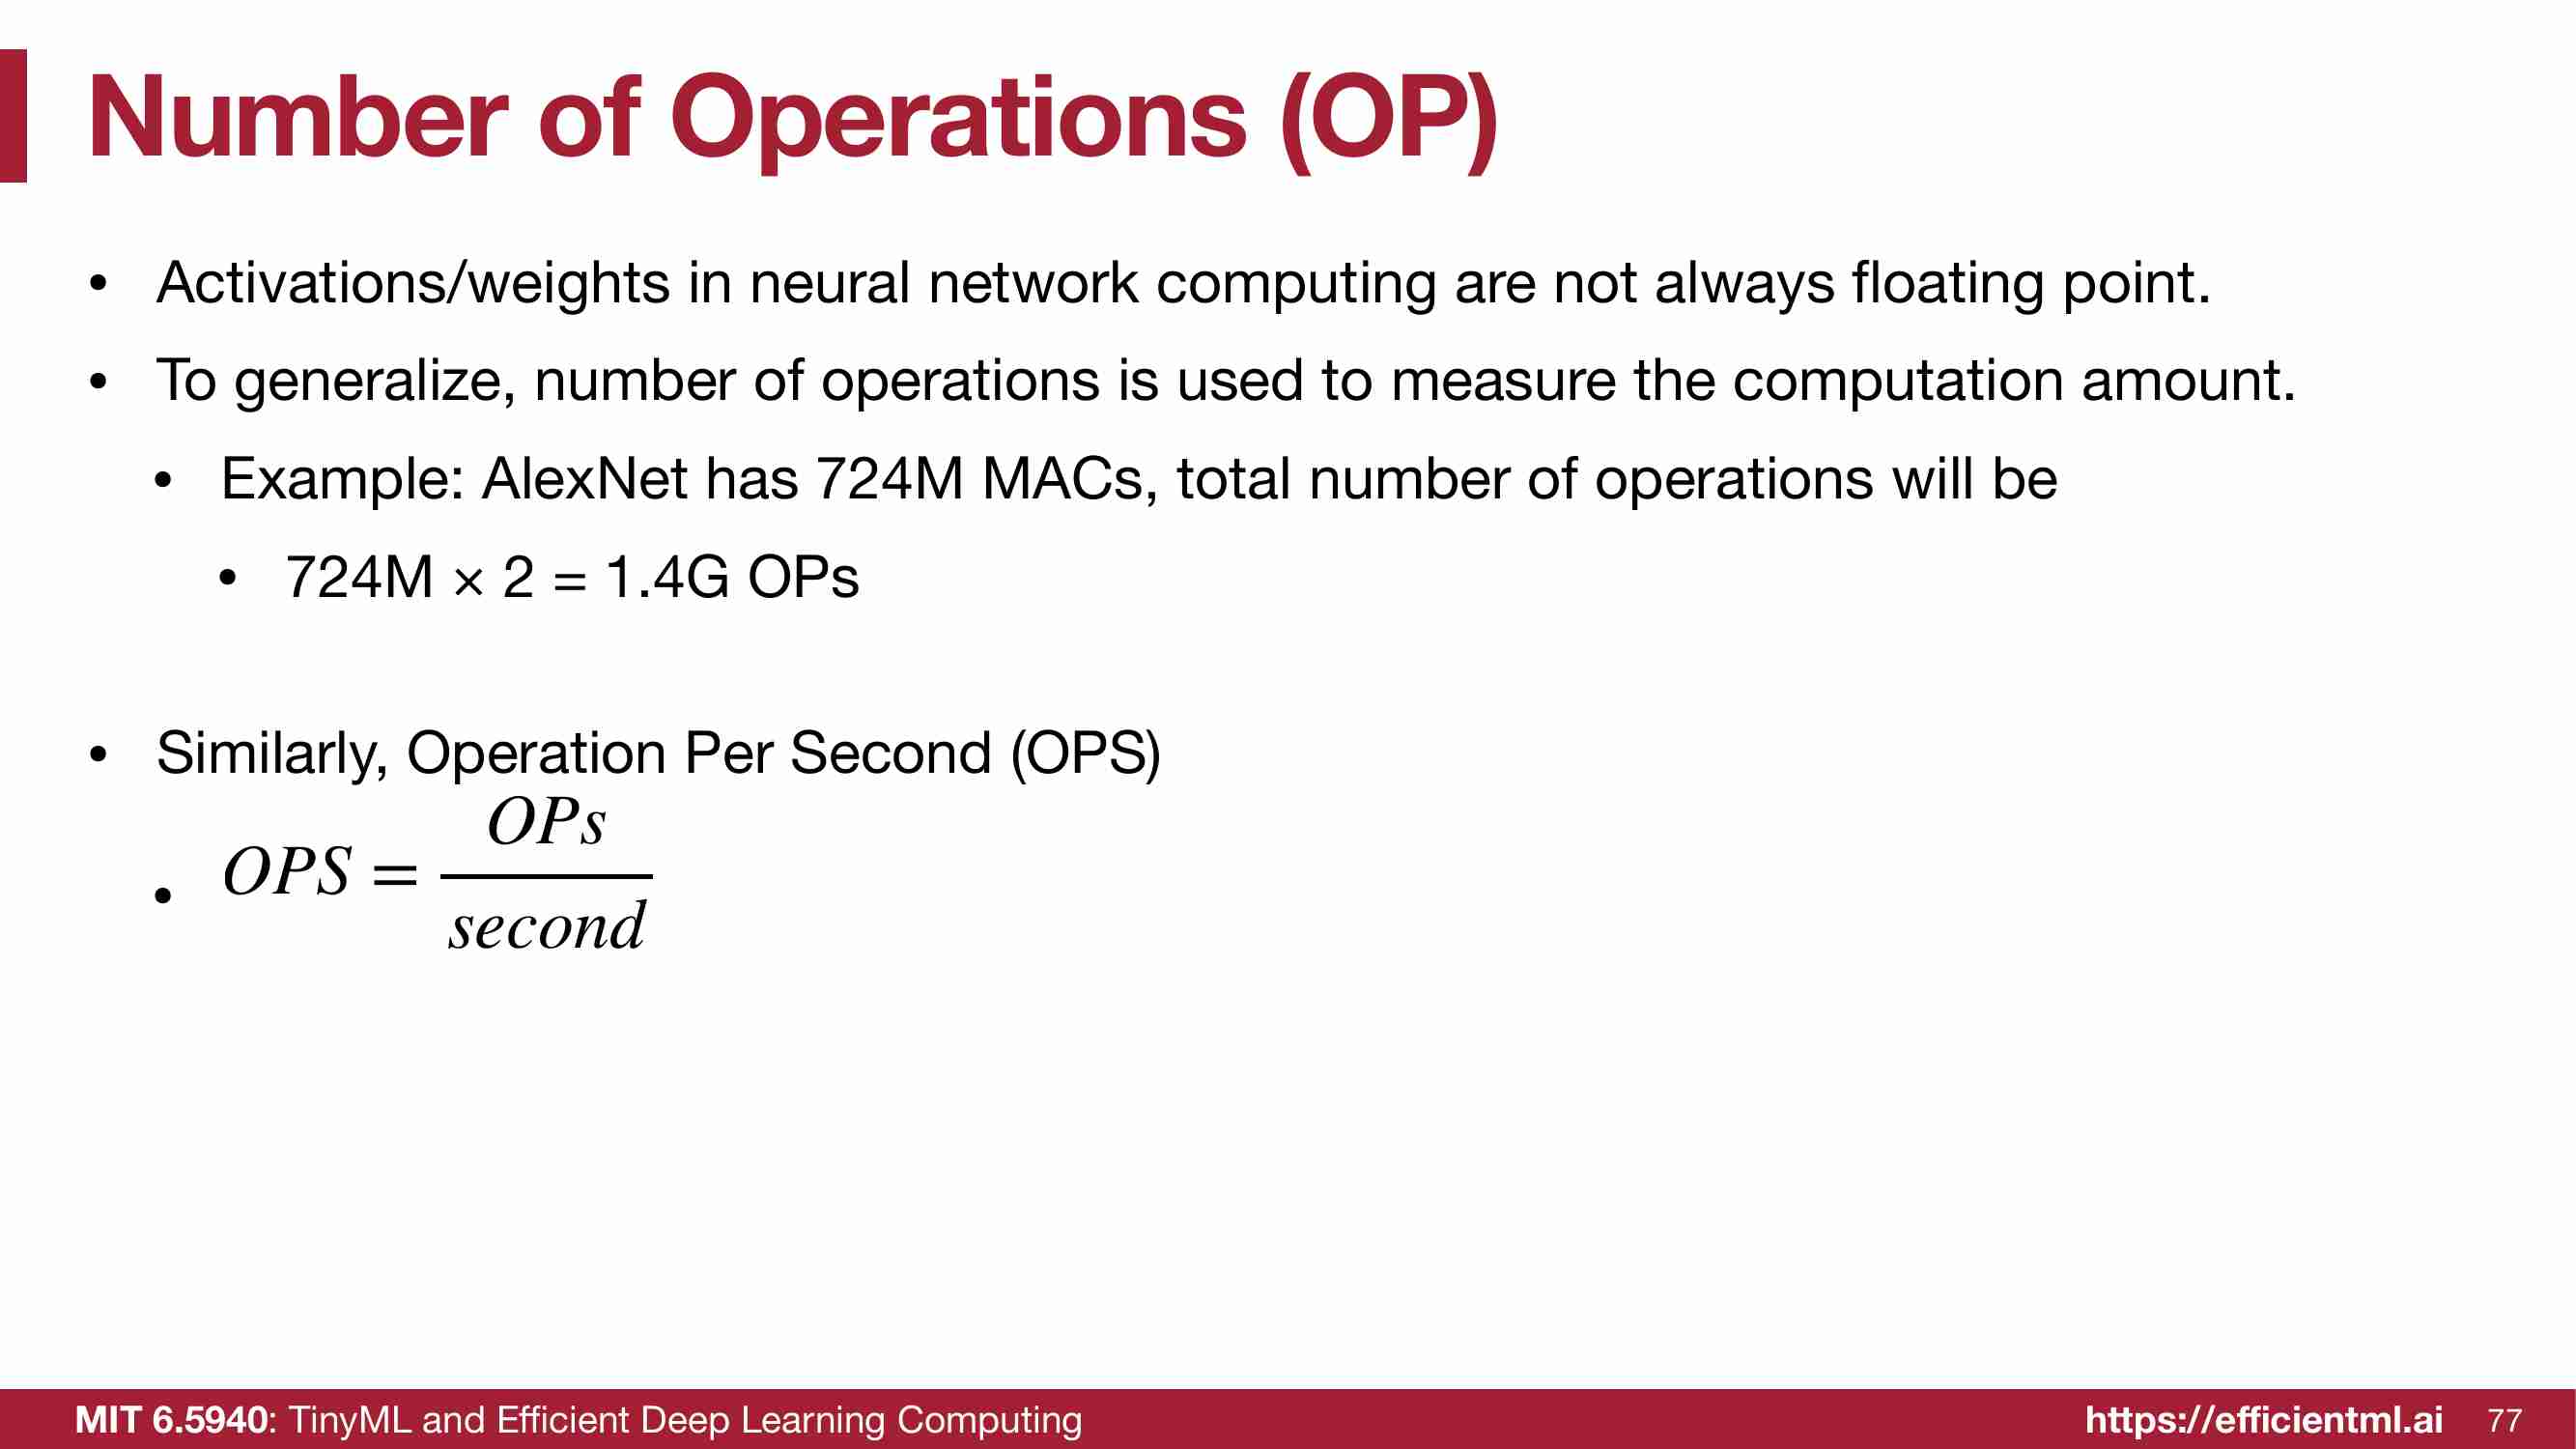 Number of Operations (OP)
• Activations/weights in neural network computing are not always floating point.
• To generalize, number of operations is used to measure the computation amount.
• Example: AlexNet has 724M MACs, total number of operations will be
• 724M × 2 = 1.4G OPs
• Similarly, Operation Per Second (OPS)
• OPS = OPs / second
MIT 6.5940: TinyML and Efficient Deep Learning Computing
https://efficientml.ai 77